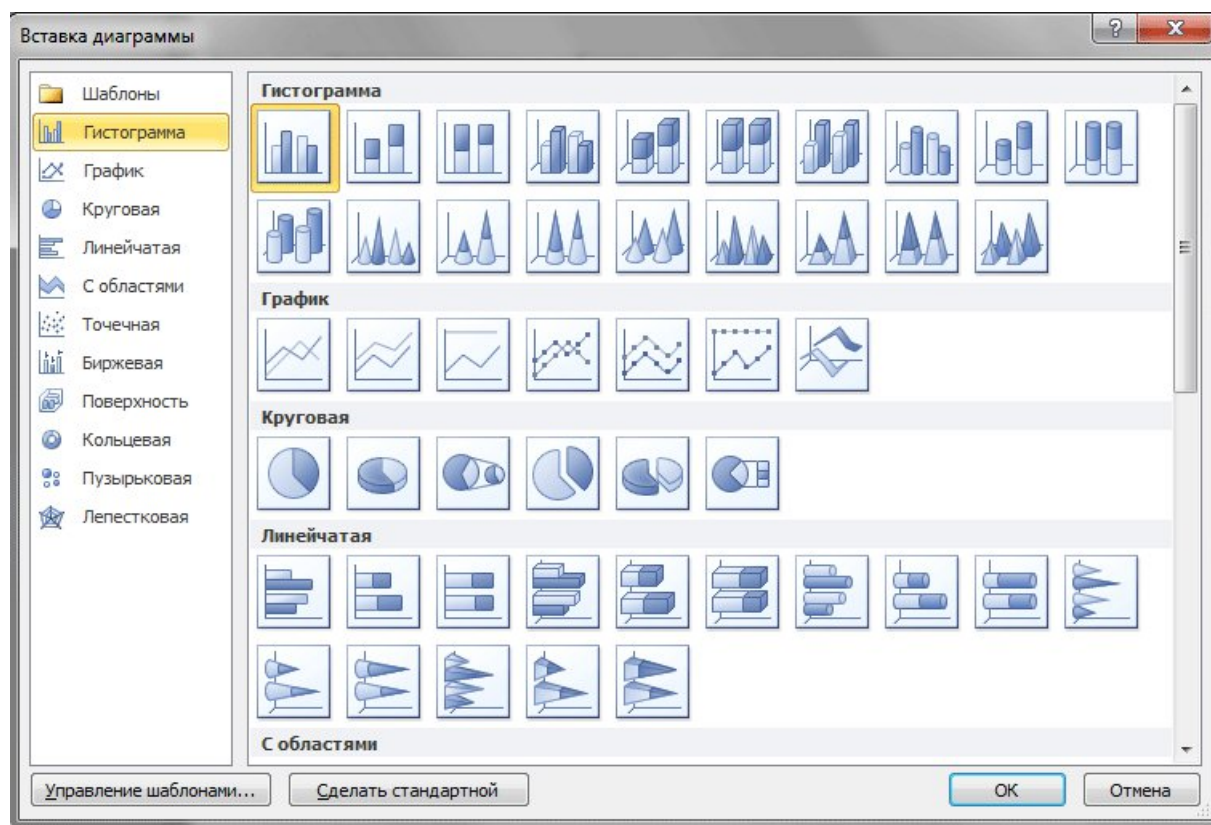 Вставка диаграммы
Шаблоны
Гистограмма
График
Круговая
Линейчатая
С областями
Точечная
Биржевая
Поверхность
Кольцевая
Пузырьковая
Лепестковая
Гистограмма
График
Круговая
Линейчатая
С областями
Управление шаблонами...
Сделать стандартной
ОК
Отмена